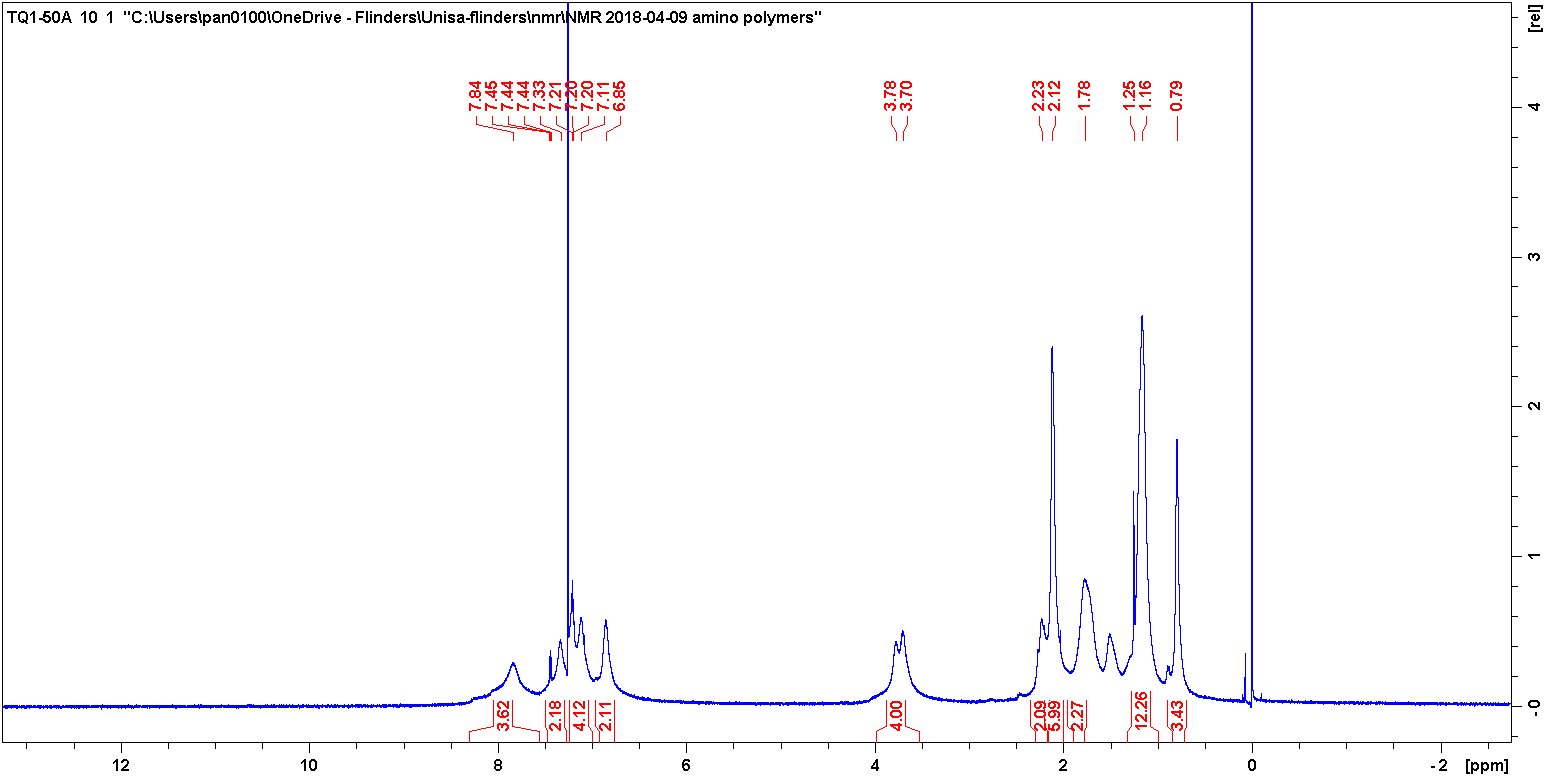 TQ1-50A 10 1 "C:\Users\pan0100\OneDrive - Flinders\Unisa-flinders\nmr\NMR 2018-04-09 amino polymers"
[rel]
7.84 7.45 7.44 7.44 7.33 7.21 7.20 7.20 7.11 6.85 3.78 3.70 2.23 2.12 1.78 1.25 1.16 0.79
4
3
2
1
- 0
3.62 2.18 4.12 2.11 4.00 2.09 5.99 2.27 12.26 3.43
12 10 8 6 4 2 0 -2 [ppm]